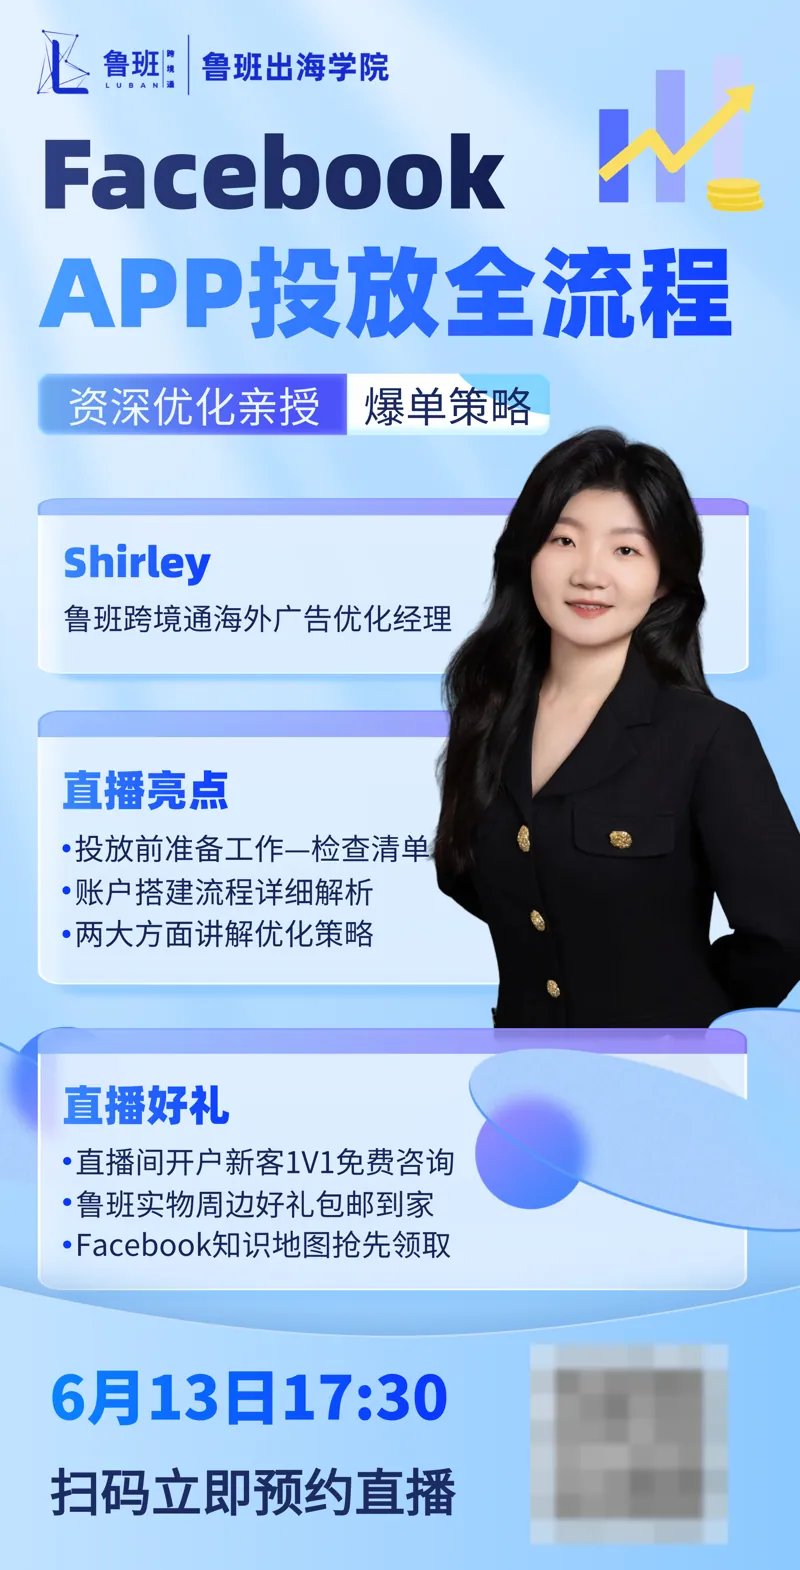 鲁班 跨境通 鲁班出海学院
LUBAN
Facebook
APP投放全流程
资深优化亲授 爆单策略
Shirley
鲁班跨境通海外广告优化经理
直播亮点
•投放前准备工作—检查清单
•账户搭建流程详细解析
•两大方面讲解优化策略
直播好礼
•直播间开户新客1V1免费咨询
•鲁班实物周边好礼包邮到家
•Facebook知识地图抢先领取
6月13日17:30
扫码立即预约直播